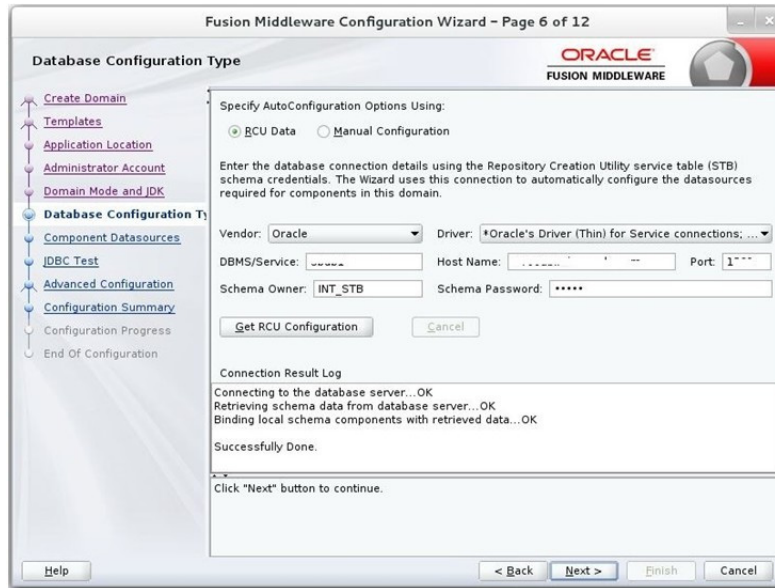 Fusion Middleware Configuration Wizard – Page 6 of 12
Database Configuration Type
ORACLE
FUSION MIDDLEWARE
Create Domain
Templates
Application Location
Administrator Account
Domain Mode and JDK
Database Configuration Ty
Component Datasources
JDBC Test
Advanced Configuration
Configuration Summary
Configuration Progress
End Of Configuration
Specify AutoConfiguration Options Using:
RCU Data Manual Configuration
Enter the database connection details using the Repository Creation Utility service table (STB)
schema credentials. The Wizard uses this connection to automatically configure the datasources
required for components in this domain.
Vendor: Oracle Driver: *Oracle's Driver (Thin) for Service connections; ...
DBMS/Service: Host Name: Port:
Schema Owner: INT_STB Schema Password: •••••
Get RCU Configuration Cancel
Connection Result Log
Connecting to the database server...OK
Retrieving schema data from database server...OK
Binding local schema components with retrieved data...OK
Successfully Done.
Click "Next" button to continue.
Help < Back Next > Finish Cancel